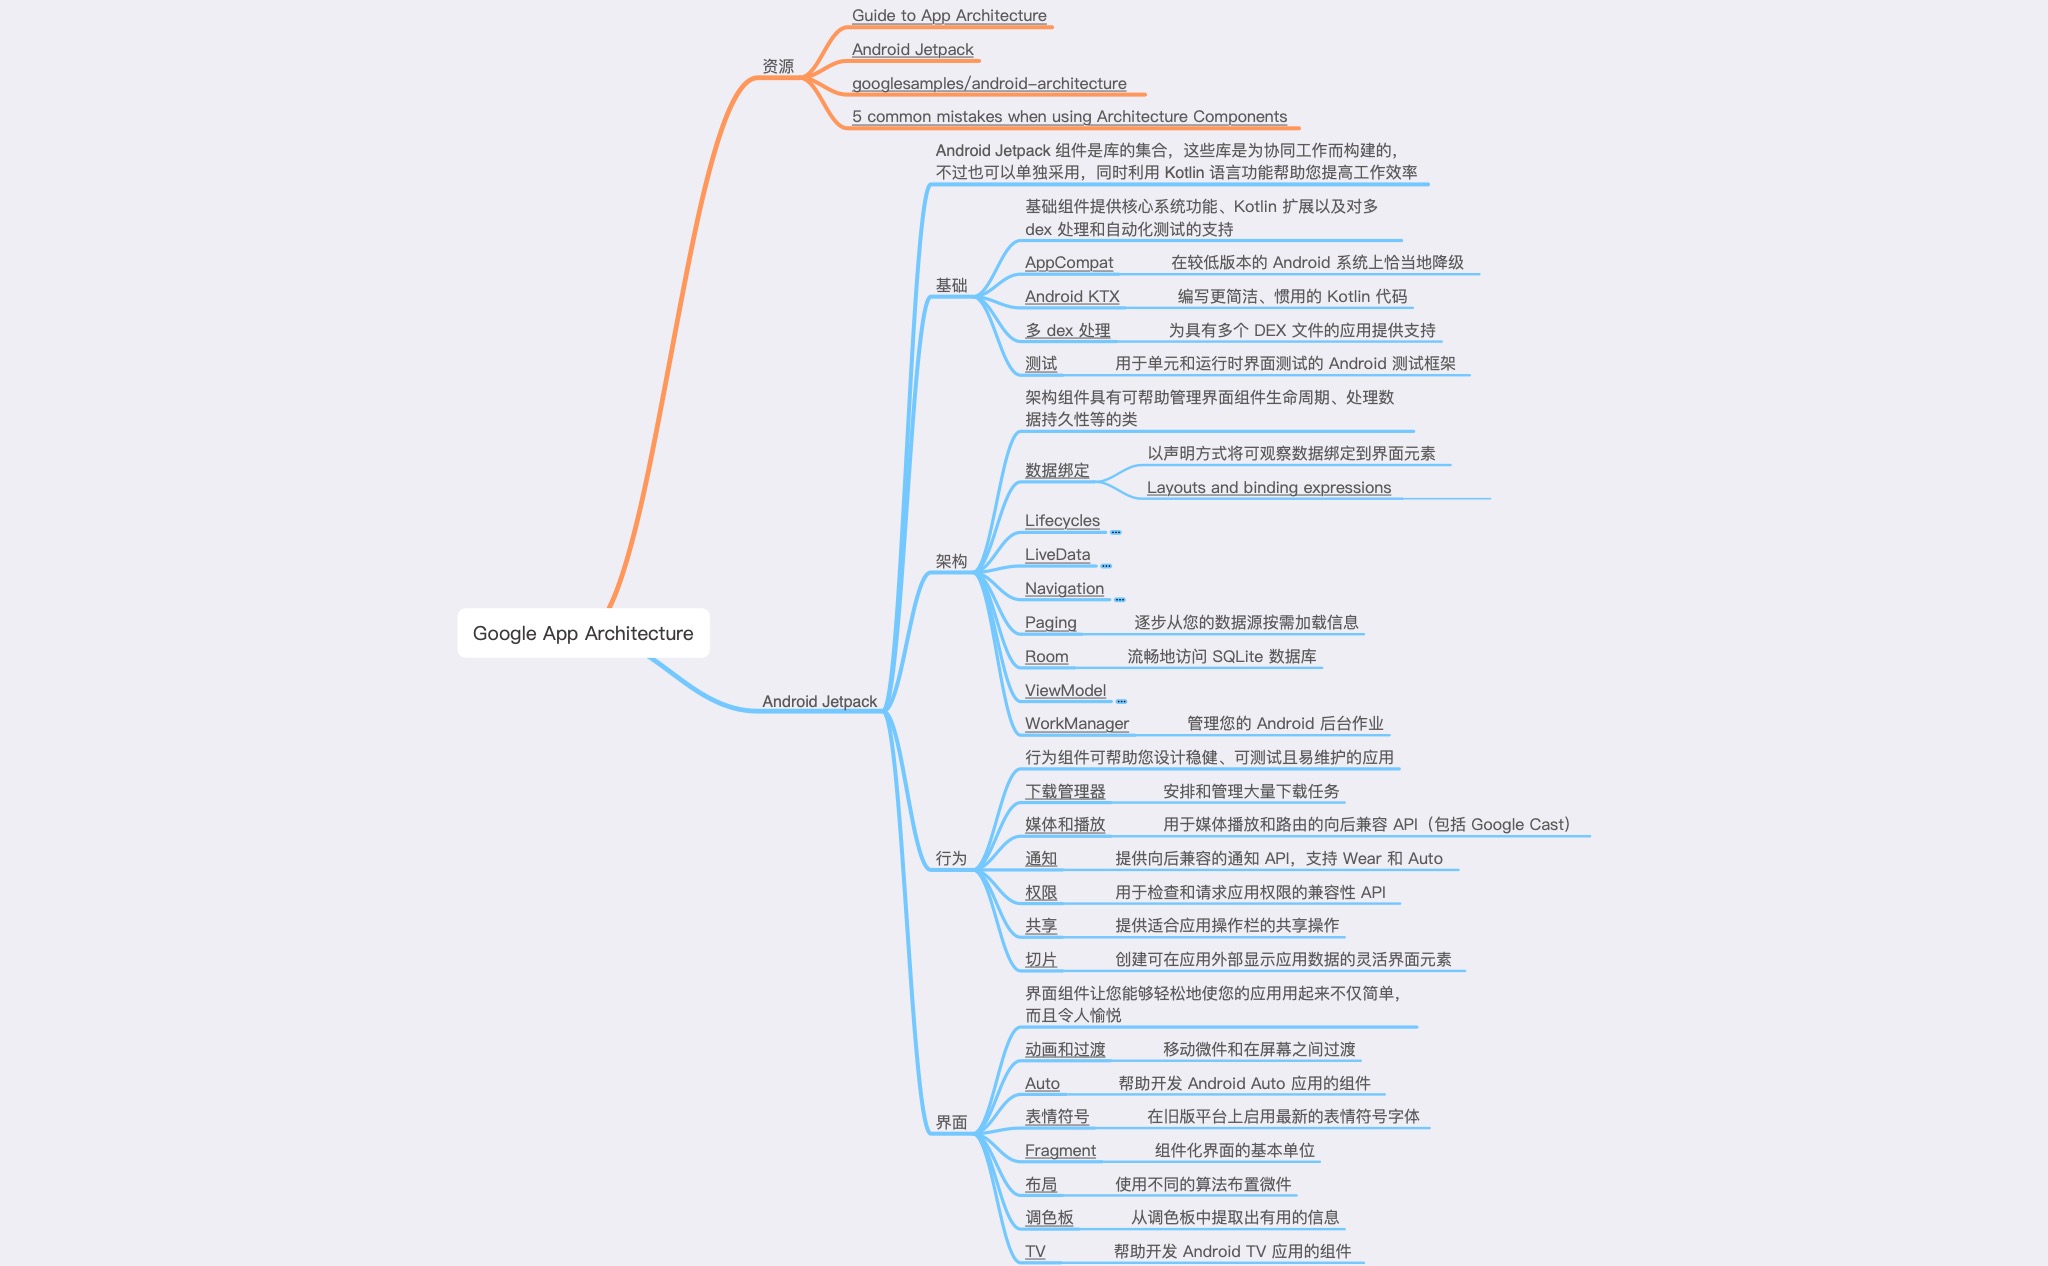 Guide to App Architecture
Android Jetpack
资源
googlesamples/android-architecture
5 common mistakes when using Architecture Components
Android Jetpack 组件是库的集合，这些库是为协同工作而构建的，
不过也可以单独采用，同时利用 Kotlin 语言功能帮助您提高工作效率
基础组件提供核心系统功能、Kotlin 扩展以及对多
dex 处理和自动化测试的支持
AppCompat 在较低版本的 Android 系统上恰当地降级
基础
Android KTX 编写更简洁、惯用的 Kotlin 代码
多 dex 处理 为具有多个 DEX 文件的应用提供支持
测试 用于单元和运行时界面测试的 Android 测试框架
架构组件具有可帮助管理界面组件生命周期、处理数
据持久性等的类
数据绑定
以声明方式将可观察数据绑定到界面元素
Layouts and binding expressions
Lifecycles
LiveData
架构
Navigation
Paging 逐步从您的数据源按需加载信息
Google App Architecture
Room 流畅地访问 SQLite 数据库
ViewModel
Android Jetpack
WorkManager 管理您的 Android 后台作业
行为组件可帮助您设计稳健、可测试且易维护的应用
下载管理器 安排和管理大量下载任务
媒体和播放 用于媒体播放和路由的向后兼容 API（包括 Google Cast）
行为
通知 提供向后兼容的通知 API，支持 Wear 和 Auto
权限 用于检查和请求应用权限的兼容性 API
共享 提供适合应用操作栏的共享操作
切片 创建可在应用外部显示应用数据的灵活界面元素
界面组件让您能够轻松地使您的应用用起来不仅简单，
而且令人愉悦
动画和过渡 移动微件和在屏幕之间过渡
Auto 帮助开发 Android Auto 应用的组件
界面
表情符号 在旧版平台上启用最新的表情符号字体
Fragment 组件化界面的基本单位
布局 使用不同的算法布置微件
调色板 从调色板中提取出有用的信息
TV 帮助开发 Android TV 应用的组件